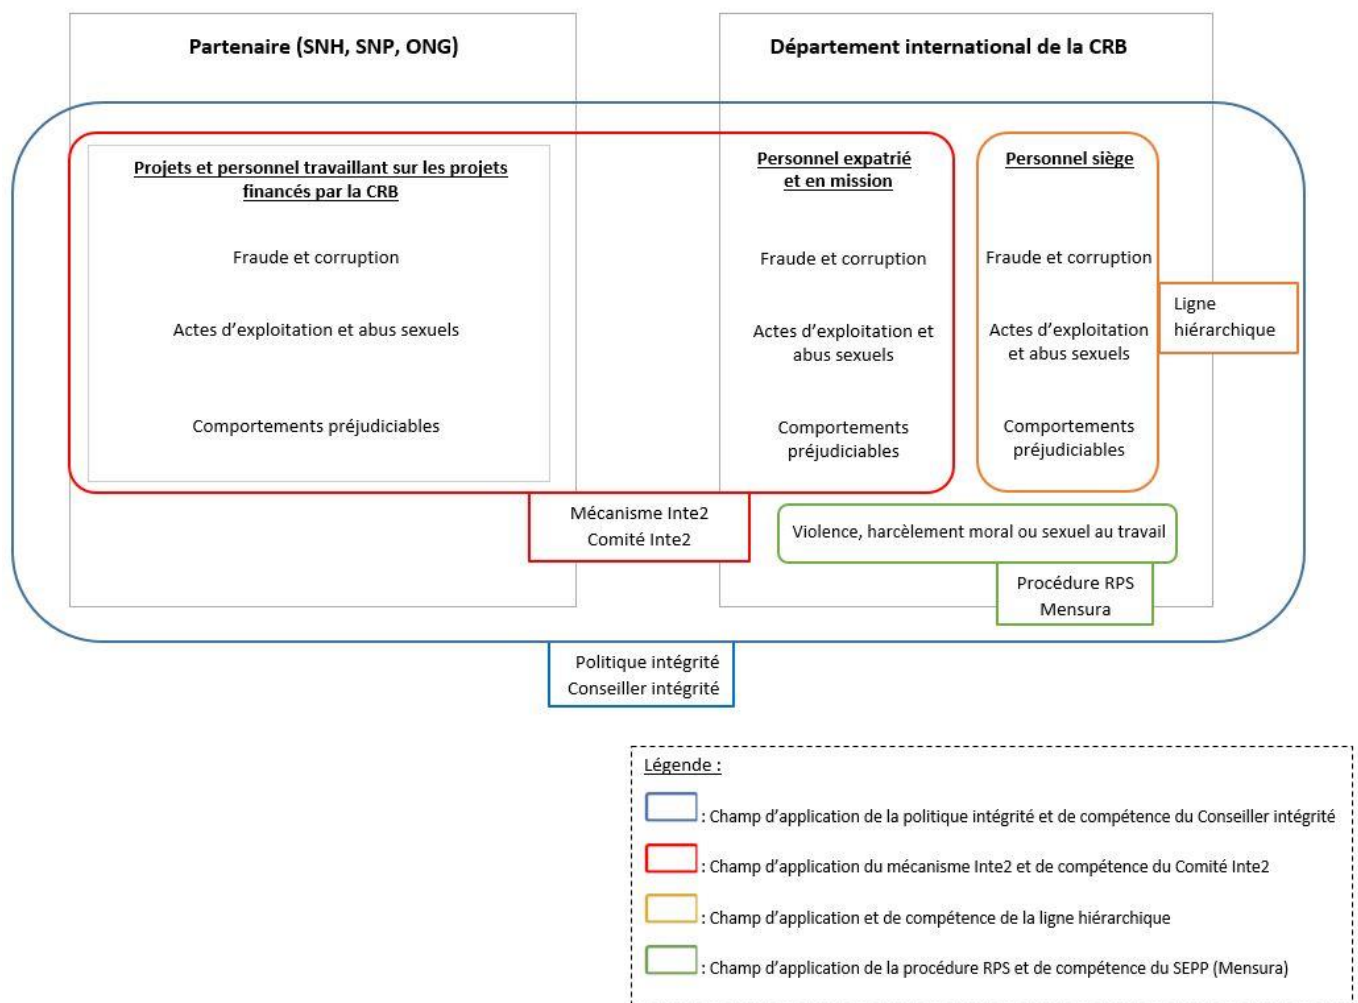 Partenaire (SNH, SNP, ONG)
Département international de la CRB
Projets et personnel travaillant sur les projets
financés par la CRB
Fraude et corruption
Actes d'exploitation et abus sexuels
Comportements préjudiciables
Personnel expatrié
et en mission
Fraude et corruption
Actes d'exploitation et
abus sexuels
Comportements
préjudiciables
Personnel siège
Fraude et corruption
Actes d'exploitation
et abus sexuels
Comportements
préjudiciables
Ligne
hiérarchique
Mécanisme Inte2
Comité Inte2
Violence, harcèlement moral ou sexuel au travail
Procédure RPS
Mensura
Politique intégrité
Conseiller intégrité
Légende :
: Champ d'application de la politique intégrité et de compétence du Conseiller intégrité
: Champ d'application du mécanisme Inte2 et de compétence du Comité Inte2
: Champ d'application et de compétence de la ligne hiérarchique
: Champ d'application de la procédure RPS et de compétence du SEPP (Mensura)